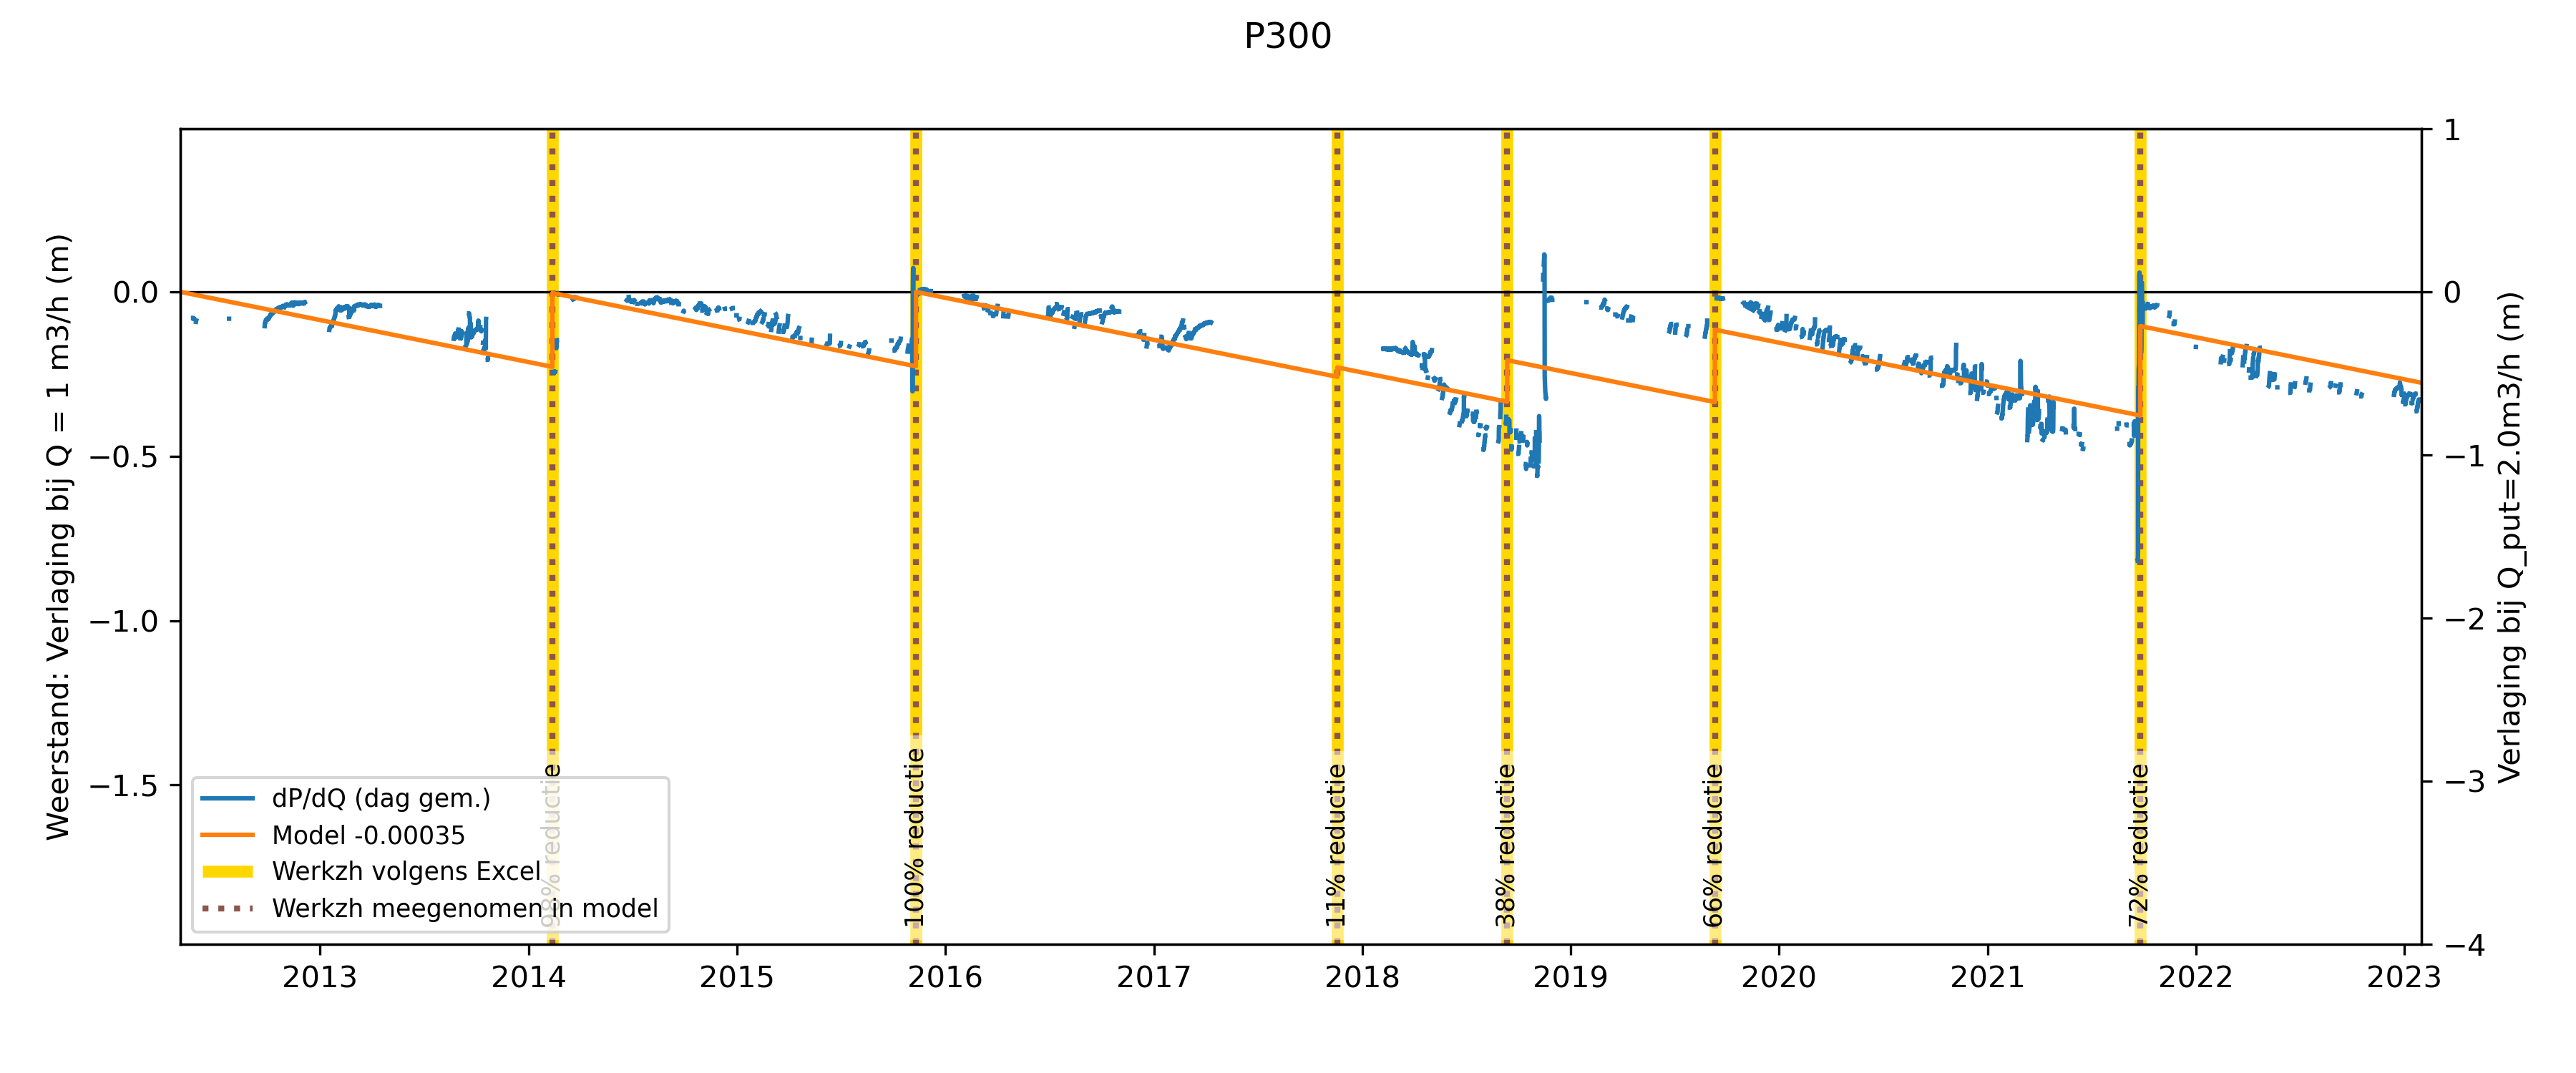 P300
Weerstand: Verlaging bij Q = 1 m3/h (m)
0.0
−0.5
−1.0
−1.5
1
0
−1
−2
−3
−4
Verlaging bij Q_put=2.0m3/h (m)
98% reductie
100% reductie
11% reductie
38% reductie
66% reductie
72% reductie
dP/dQ (dag gem.)
Model -0.00035
Werkzh volgens Excel
Werkzh meegenomen in model
2013 2014 2015 2016 2017 2018 2019 2020 2021 2022 2023